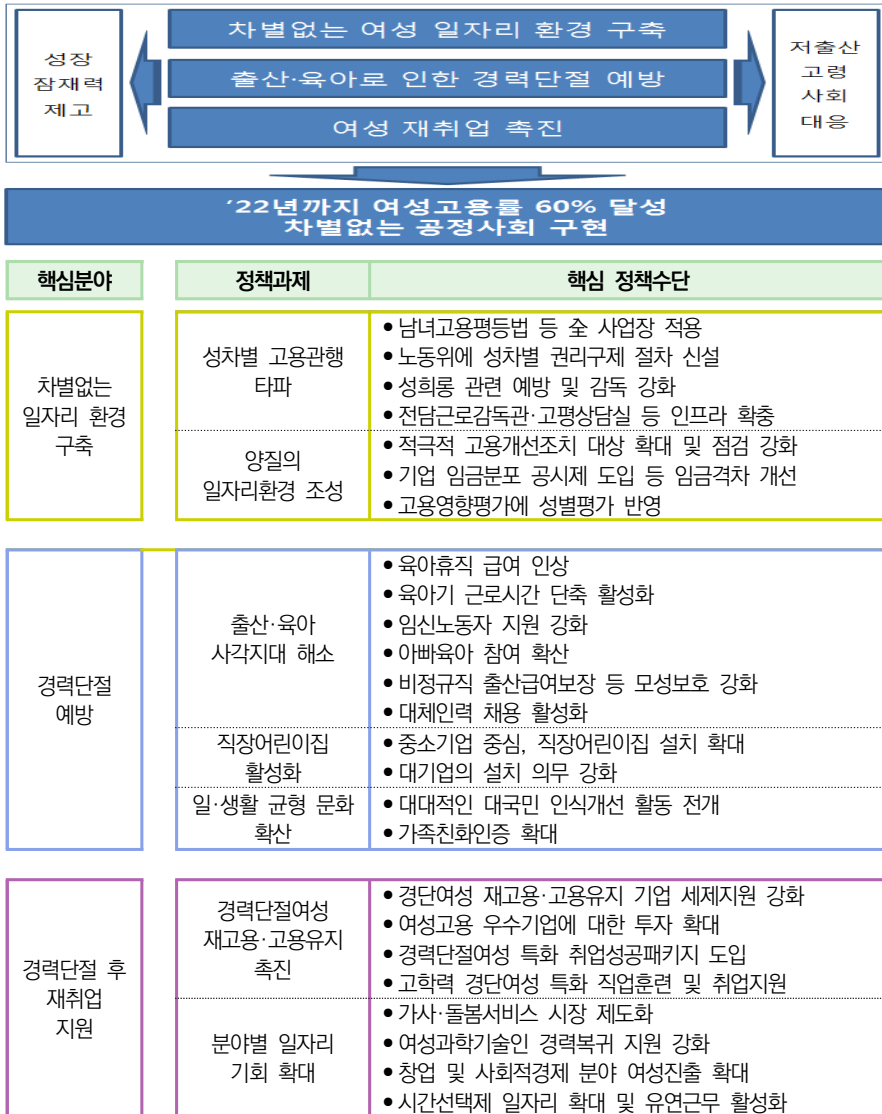 성장
잠재력
제고
차별없는 여성 일자리 환경 구축
출산·육아로 인한 경력단절 예방
여성 재취업 촉진
저출산
고령
사회
대응
'22년까지 여성고용률 60% 달성
차별없는 공정사회 구현
핵심분야 정책과제 핵심 정책수단
차별없는
일자리 환경
구축
성차별 고용관행
타파
• 남녀고용평등법 등 全 사업장 적용
• 노동위에 성차별 권리구제 절차 신설
• 성희롱 관련 예방 및 감독 강화
• 전담근로감독관·고평상담실 등 인프라 확충
양질의
일자리환경 조성
• 적극적 고용개선조치 대상 확대 및 점검 강화
• 기업 임금분포 공시제 도입 등 임금격차 개선
• 고용영향평가에 성별평가 반영
경력단절
예방
출산·육아
사각지대 해소
• 육아휴직 급여 인상
• 육아기 근로시간 단축 활성화
• 임신노동자 지원 강화
• 아빠육아 참여 확산
• 비정규직 출산급여보장 등 모성보호 강화
• 대체인력 채용 활성화
직장어린이집
활성화
• 중소기업 중심, 직장어린이집 설치 확대
• 대기업의 설치 의무 강화
일·생활 균형 문화
확산
• 대대적인 대국민 인식개선 활동 전개
• 가족친화인증 확대
경력단절 후
재취업
지원
경력단절여성
재고용·고용유지
촉진
• 경단여성 재고용·고용유지 기업 세제지원 강화
• 여성고용 우수기업에 대한 투자 확대
• 경력단절여성 특화 취업성공패키지 도입
• 고학력 경단여성 특화 직업훈련 및 취업지원
분야별 일자리
기회 확대
• 가사·돌봄서비스 시장 제도화
• 여성과학기술인 경력복귀 지원 강화
• 창업 및 사회적경제 분야 여성진출 확대
• 시간선택제 일자리 확대 및 유연근무 활성화